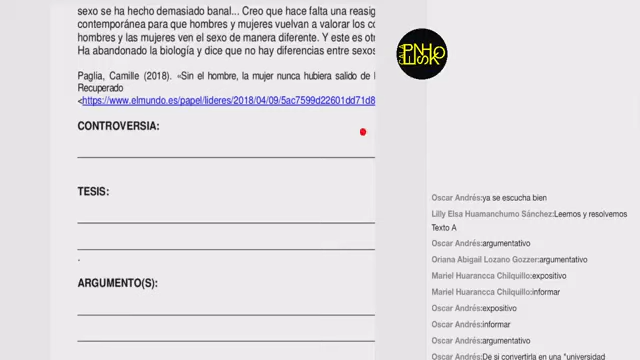 sexo se ha hecho demasiado banal... Creo que hace falta una reasig
contemporánea para que hombres y mujeres vuelvan a valorar los co
hombres y las mujeres ven el sexo de manera diferente. Y este es ot
Ha abandonado la biología y dice que no hay diferencias entre sexos
Paglia, Camille (2018). «Sin el hombre, la mujer nunca hubiera salido de l
Recuperado
<https://www.elmundo.es/papel/lideres/2018/04/09/5ac7599d22601dd71d8
CONTROVERSIA:
TESIS:
.
ARGUMENTO(S):
Oscar Andrés:ya se escucha bien
Lilly Elsa Huamanchumo Sánchez:Leemos y resolvemos
Texto A
Oscar Andrés:argumentativo
Oriana Abigail Lozano Gozzer:argumentativo
Mariel Huarancca Chilquillo:expositivo
Mariel Huarancca Chilquillo:informar
Oscar Andrés:expositivo
Oscar Andrés:informar
Oscar Andrés:argumentativo
Oscar Andrés:De si convertirla en una "universidad